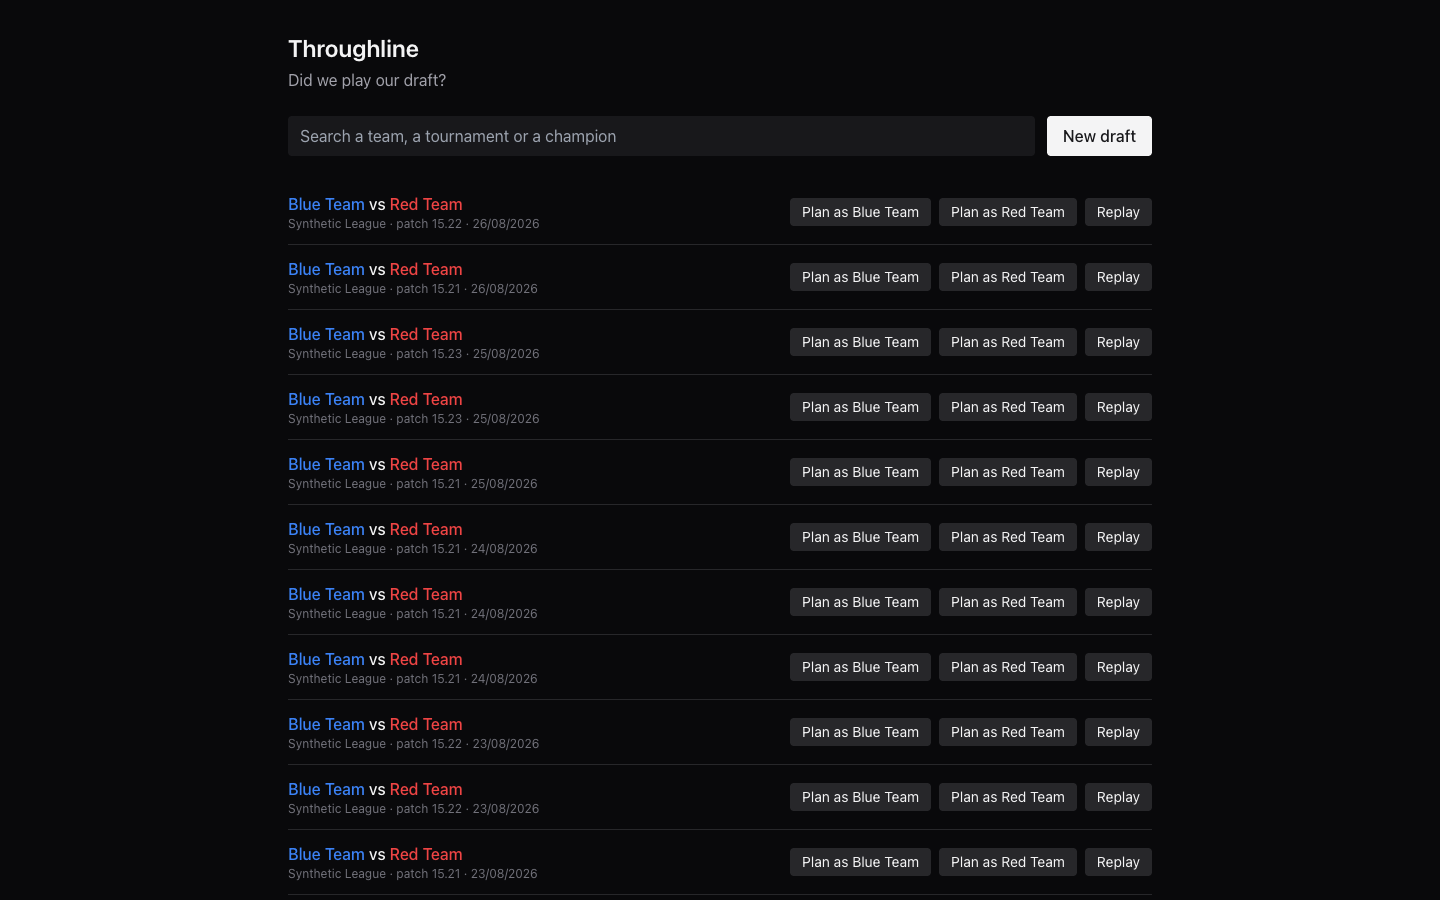 Throughline
Did we play our draft?
Search a team, a tournament or a champion
New draft
Blue Team vs Red Team
Synthetic League · patch 15.22 · 26/08/2026
Plan as Blue Team
Plan as Red Team
Replay
Blue Team vs Red Team
Synthetic League · patch 15.21 · 26/08/2026
Plan as Blue Team
Plan as Red Team
Replay
Blue Team vs Red Team
Synthetic League · patch 15.23 · 25/08/2026
Plan as Blue Team
Plan as Red Team
Replay
Blue Team vs Red Team
Synthetic League · patch 15.23 · 25/08/2026
Plan as Blue Team
Plan as Red Team
Replay
Blue Team vs Red Team
Synthetic League · patch 15.21 · 25/08/2026
Plan as Blue Team
Plan as Red Team
Replay
Blue Team vs Red Team
Synthetic League · patch 15.21 · 24/08/2026
Plan as Blue Team
Plan as Red Team
Replay
Blue Team vs Red Team
Synthetic League · patch 15.21 · 24/08/2026
Plan as Blue Team
Plan as Red Team
Replay
Blue Team vs Red Team
Synthetic League · patch 15.21 · 24/08/2026
Plan as Blue Team
Plan as Red Team
Replay
Blue Team vs Red Team
Synthetic League · patch 15.22 · 23/08/2026
Plan as Blue Team
Plan as Red Team
Replay
Blue Team vs Red Team
Synthetic League · patch 15.22 · 23/08/2026
Plan as Blue Team
Plan as Red Team
Replay
Blue Team vs Red Team
Synthetic League · patch 15.21 · 23/08/2026
Plan as Blue Team
Plan as Red Team
Replay